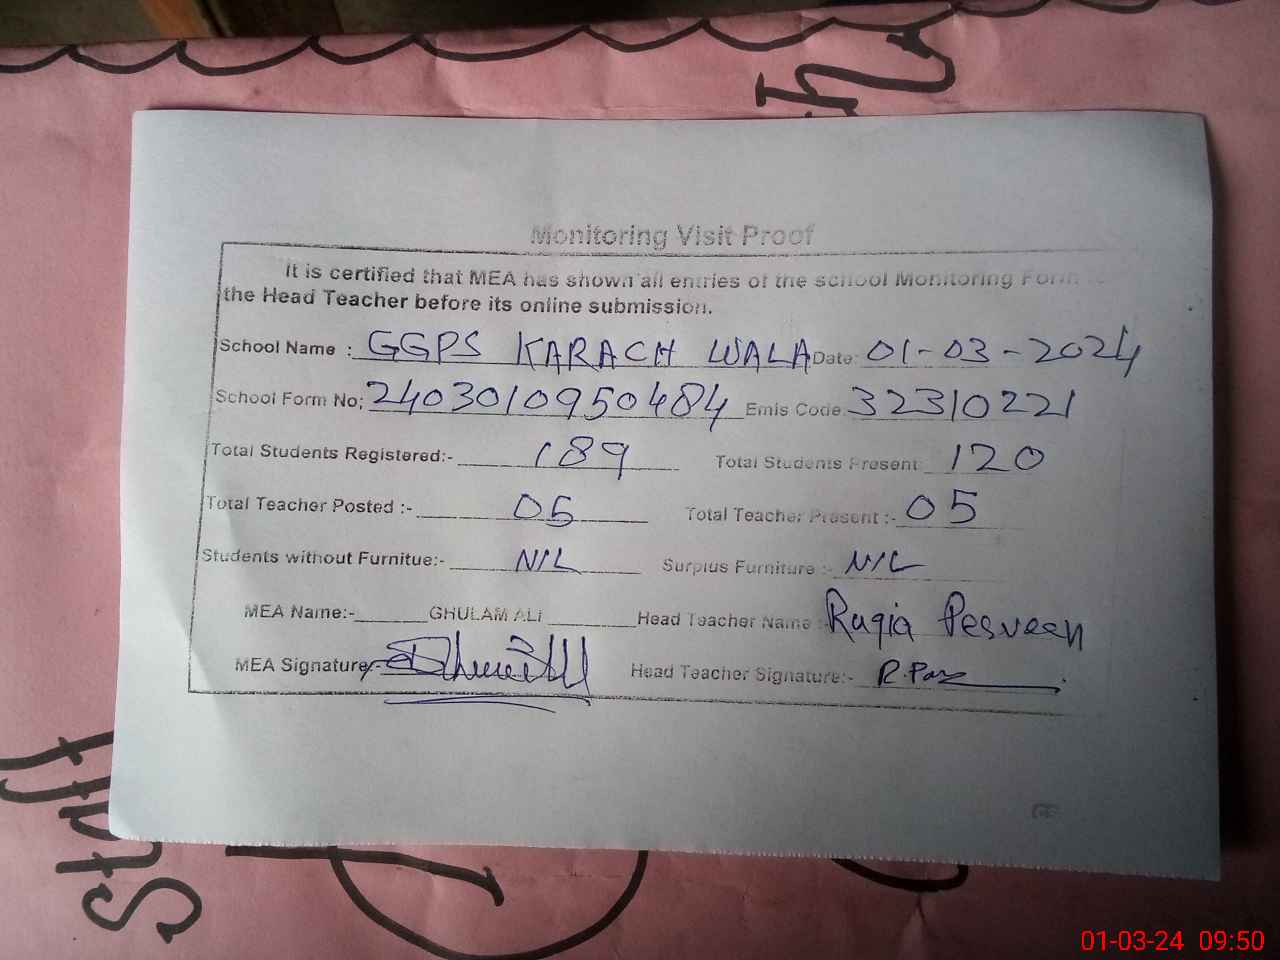 Monitoring Visit Proof
It is certified that MEA has shown all entries of the school Monitoring Form to
the Head Teacher before its online submission.
School Name : GGPS KARACH WALA Date: 01-03-2024
School Form No: 2403010950484 Emis Code: 32310221
Total Students Registered:- 189 Total Students Present 120
Total Teacher Posted :- 05 Total Teacher Present :- 05
Students without Furnitue:- NIL Surplus Furniture :- NIL
MEA Name:- GHULAM ALI Head Teacher Name Ruqia Perveen
MEA Signature:- Head Teacher Signature:- R.Par
Staff
01-03-24 09:50